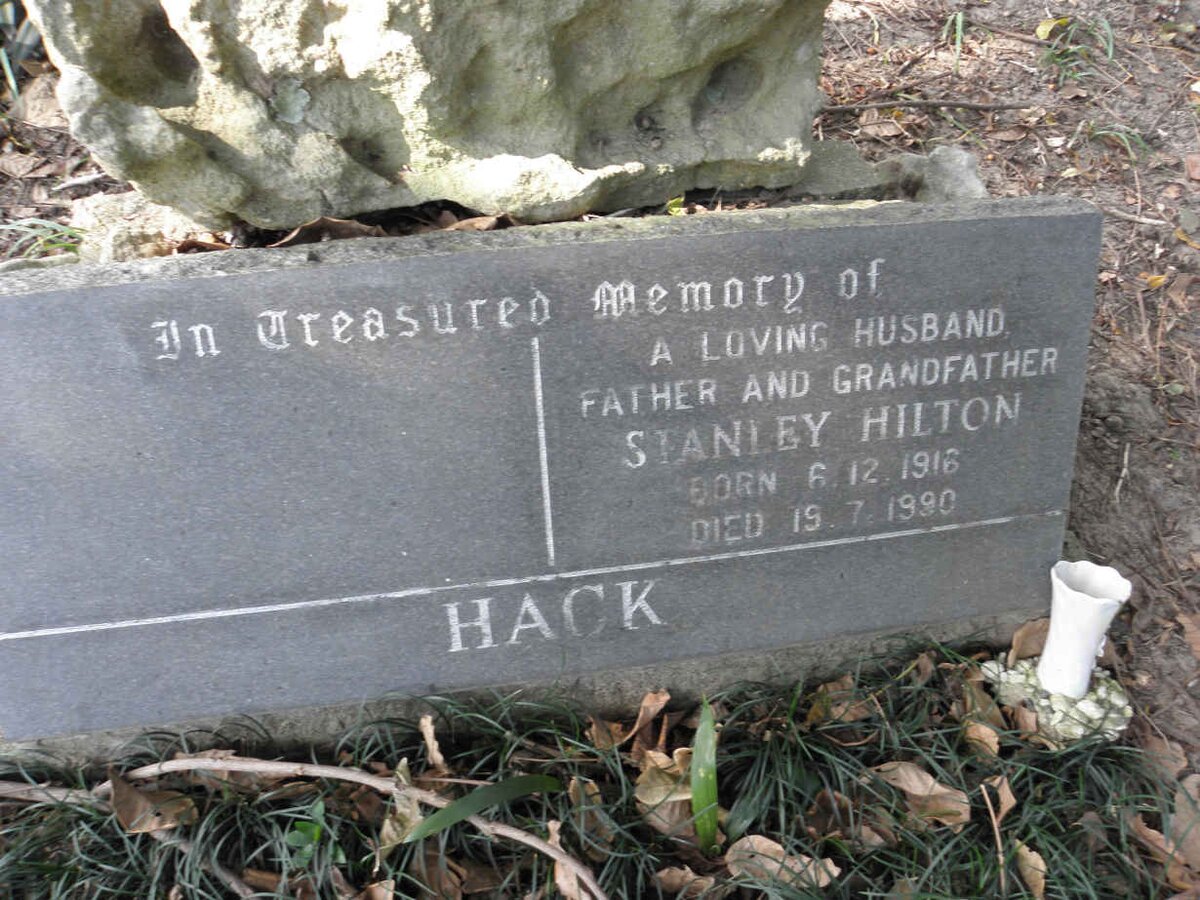 In Treasured Memory of
A LOVING HUSBAND,
FATHER AND GRANDFATHER
STANLEY HILTON
BORN 6.12.1916
DIED 19.7.1990
HACK